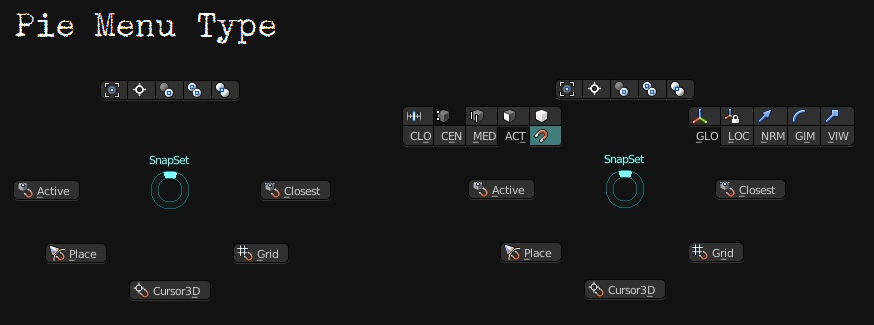 Pie Menu Type
CLO CEN MED ACT GLO LOC NRM GIM VIW
SnapSet SnapSet
Active Closest Active Closest
Place Grid Place Grid
Cursor3D Cursor3D